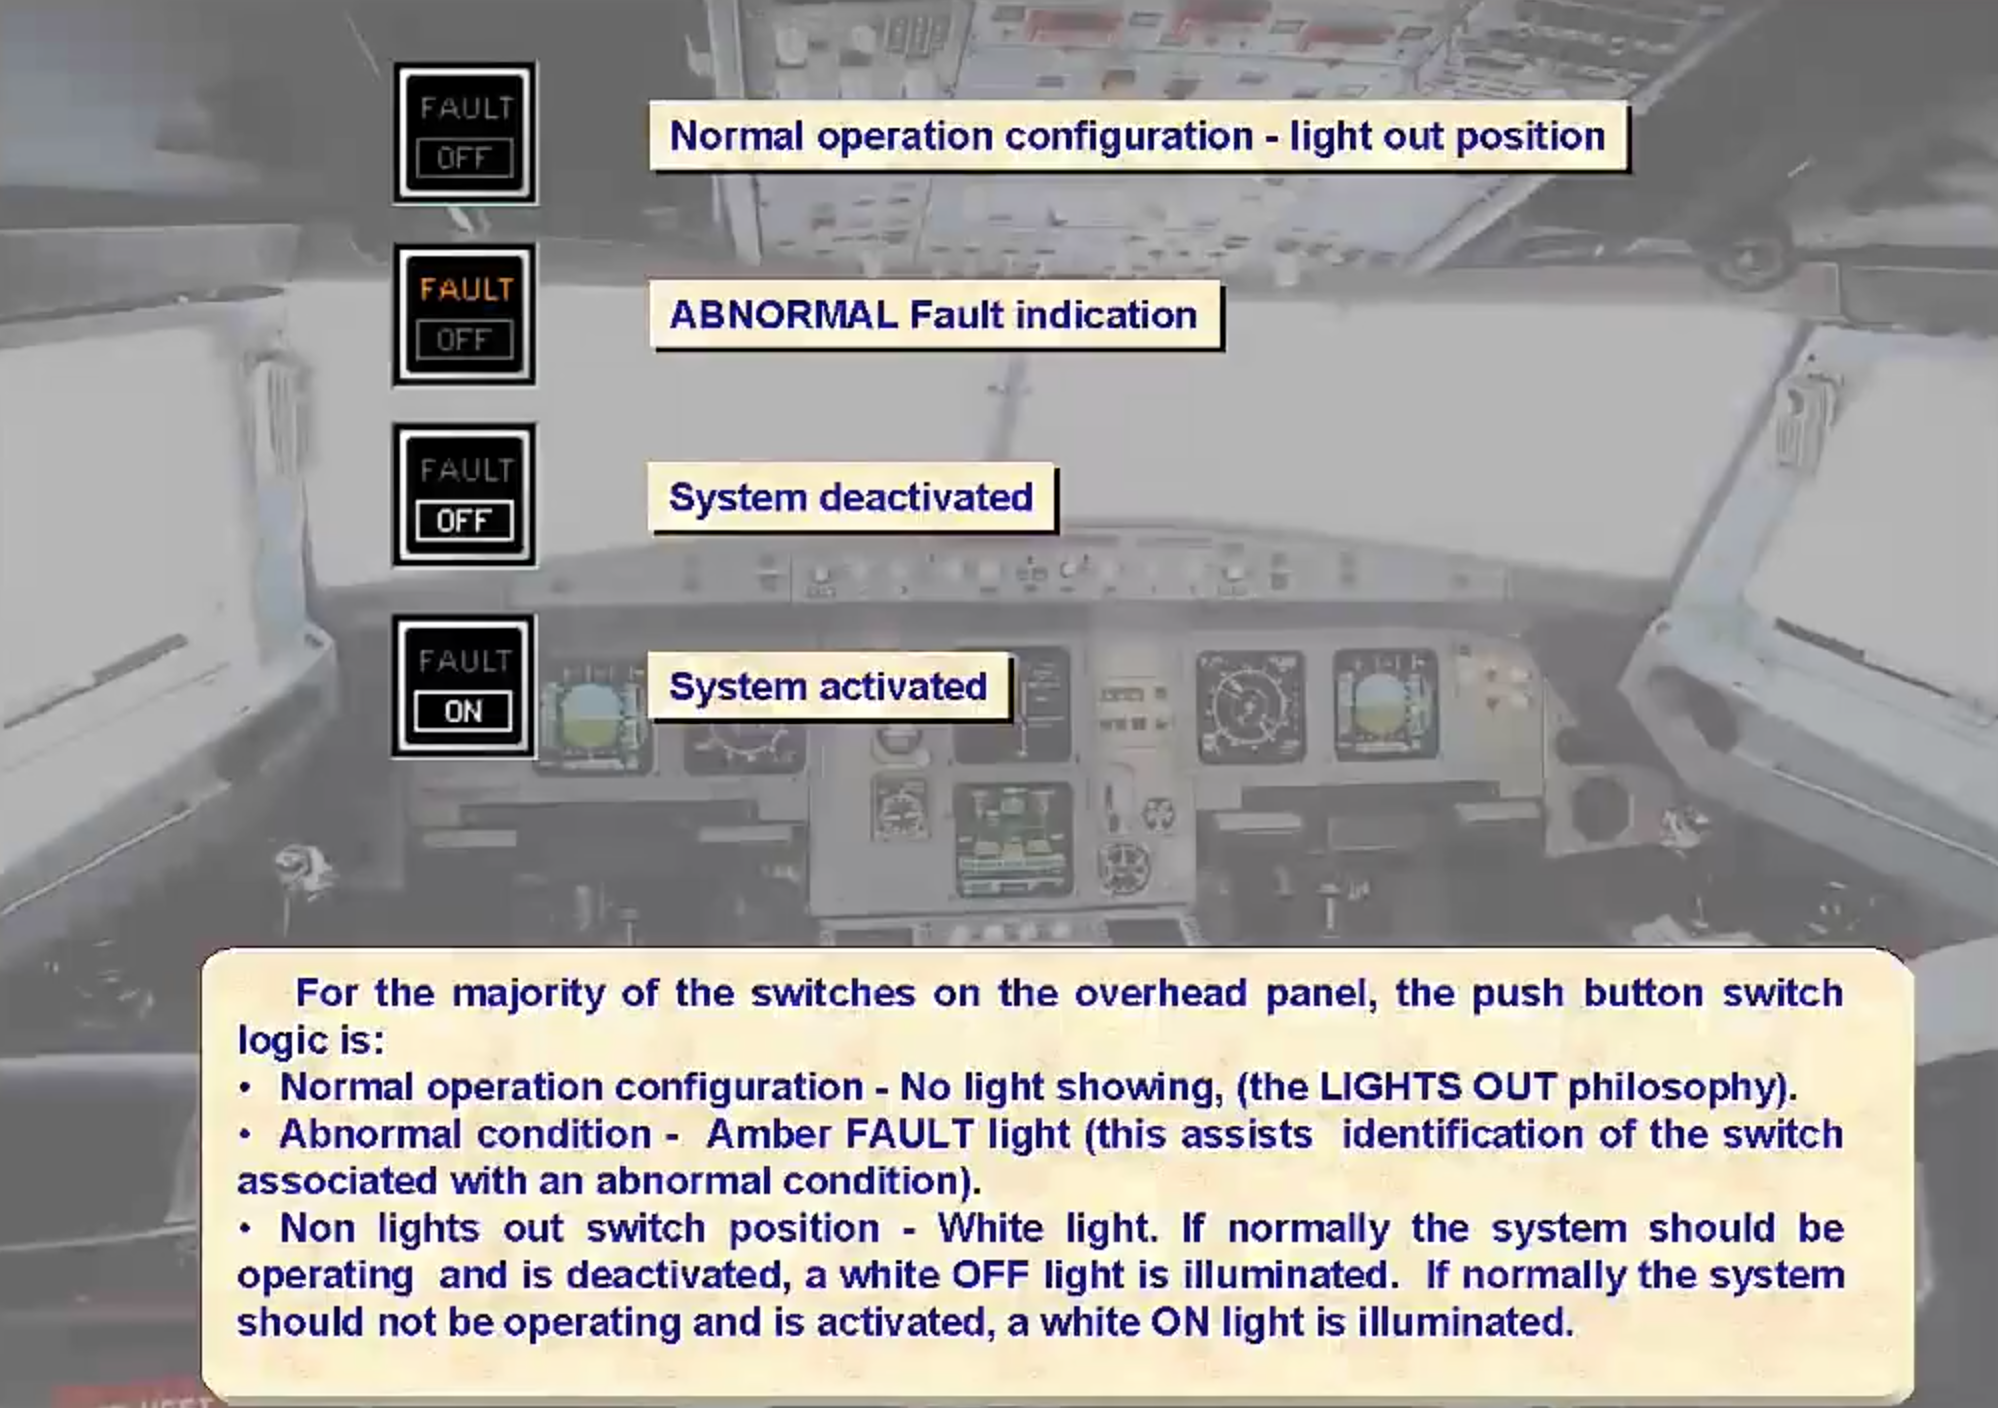 FAULT
OFF
Normal operation configuration - light out position
FAULT
OFF
ABNORMAL Fault indication
FAULT
OFF
System deactivated
FAULT
ON
System activated
For the majority of the switches on the overhead panel, the push button switch
logic is:
• Normal operation configuration - No light showing, (the LIGHTS OUT philosophy).
• Abnormal condition - Amber FAULT light (this assists identification of the switch
associated with an abnormal condition).
• Non lights out switch position - White light. If normally the system should be
operating and is deactivated, a white OFF light is illuminated. If normally the system
should not be operating and is activated, a white ON light is illuminated.